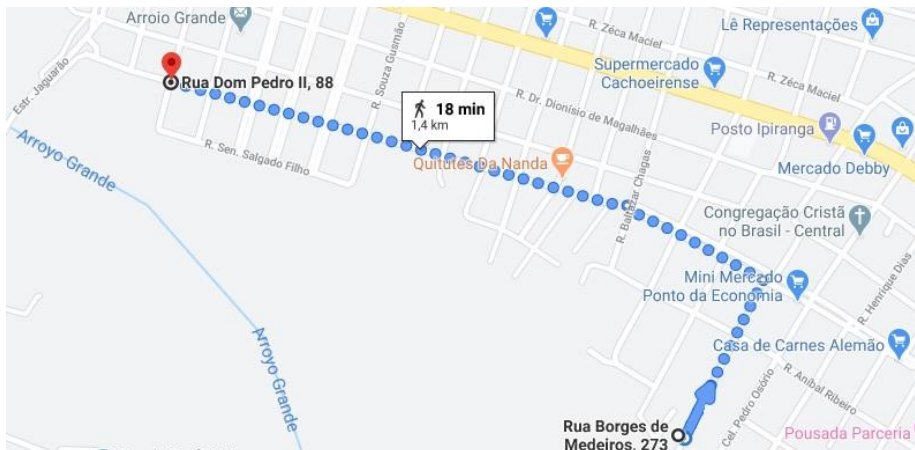 Arroio Grande
R. Zéca Maciel
Lê Representações
Estr. Jaguarão
Rua Dom Pedro II, 88
R. Souza Gusmão
Supermercado
Cachoeirense
R. Zéca Maciel
R. Dr. Dionísio de Magalhães
18 min
1,4 km
Posto Ipiranga
Mercado Debby
Arroyo Grande
R. Sen. Salgado Filho
Quitutes Da Nanda
R. Baltazar Chagas
Congregação Cristã
no Brasil - Central
Mini Mercado
Ponto da Economia
R. Henrique Dias
Arroyo Grande
Casa de Carnes Alemão
R. Aníbal Ribeiro
Cel. Pedro Osório
Rua Borges de
Medeiros, 273
Pousada Parceria